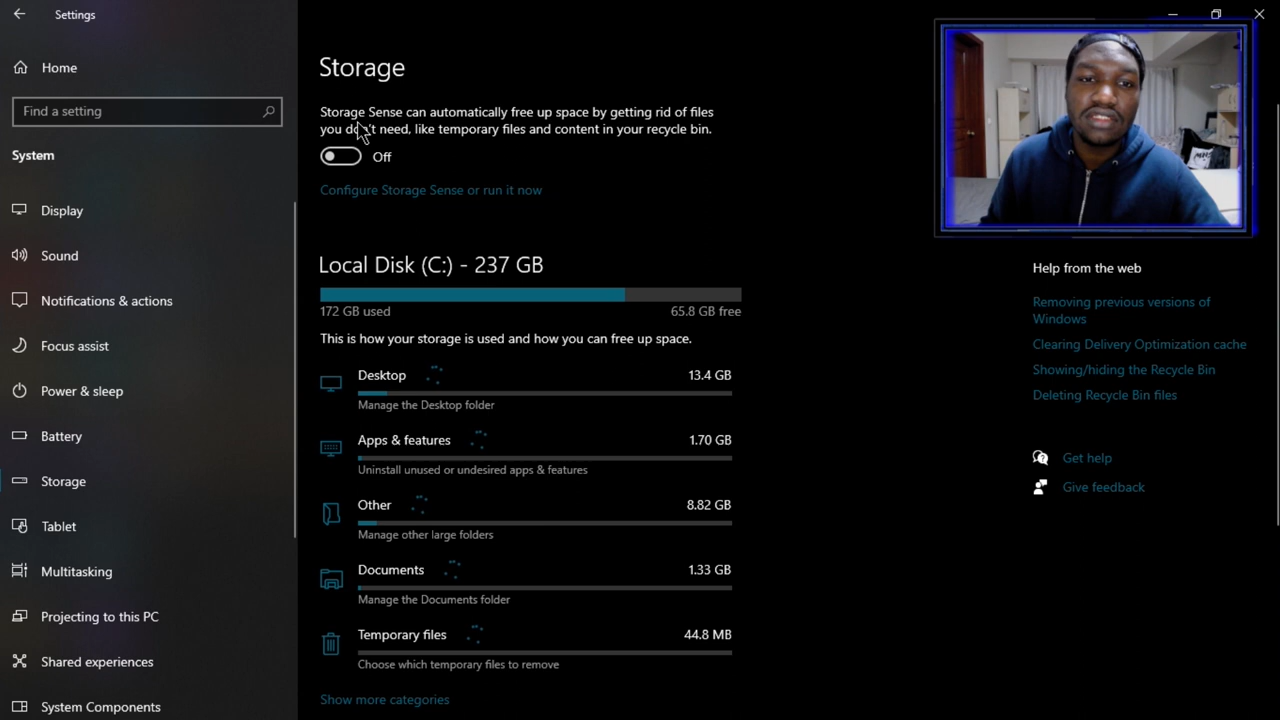 Settings
Home
Find a setting
System
Display
Sound
Notifications & actions
Focus assist
Power & sleep
Battery
Storage
Tablet
Multitasking
Projecting to this PC
Shared experiences
System Components
Storage
Storage Sense can automatically free up space by getting rid of files
you don't need, like temporary files and content in your recycle bin.
Off
Configure Storage Sense or run it now
Local Disk (C:) - 237 GB
172 GB used 65.8 GB free
This is how your storage is used and how you can free up space.
Desktop 13.4 GB
Manage the Desktop folder
Apps & features 1.70 GB
Uninstall unused or undesired apps & features
Other 8.82 GB
Manage other large folders
Documents 1.33 GB
Manage the Documents folder
Temporary files 44.8 MB
Choose which temporary files to remove
Show more categories
Help from the web
Removing previous versions of
Windows
Clearing Delivery Optimization cache
Showing/hiding the Recycle Bin
Deleting Recycle Bin files
Get help
Give feedback